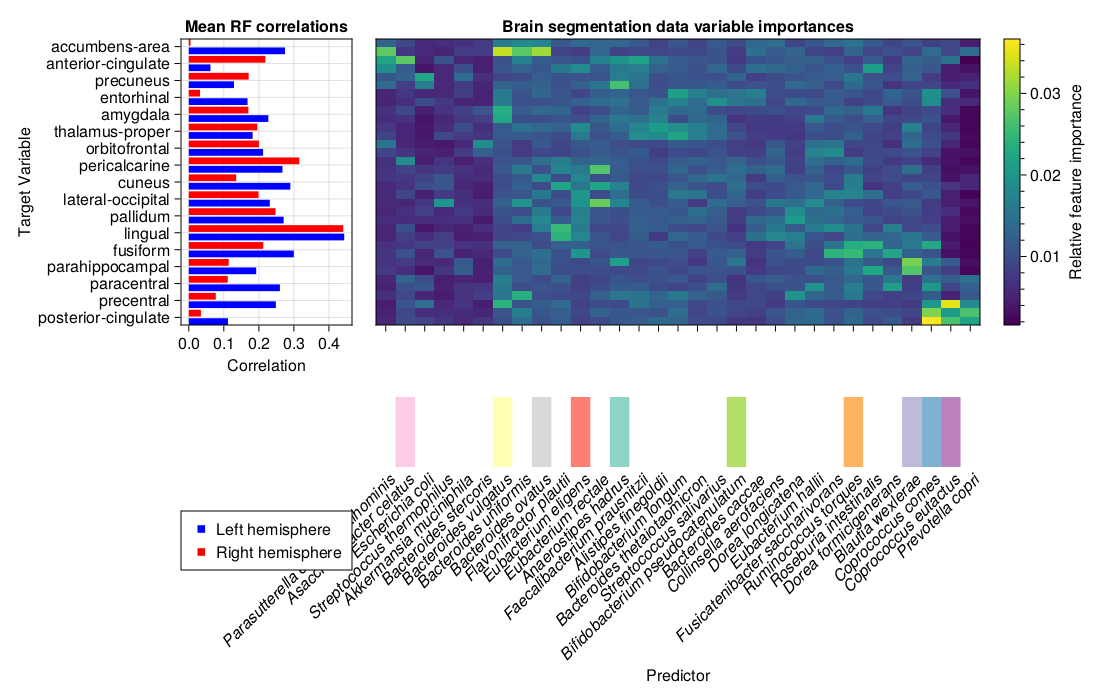 Mean RF correlations
Brain segmentation data variable importances
Target Variable
accumbens-area
anterior-cingulate
precuneus
entorhinal
amygdala
thalamus-proper
orbitofrontal
pericalcarine
cuneus
lateral-occipital
pallidum
lingual
fusiform
parahippocampal
paracentral
precentral
posterior-cingulate
0.0 0.1 0.2 0.3 0.4
Correlation
0.03
0.02
0.01
Relative feature importance
Left hemisphere
Right hemisphere
Parasutterella
hominis
Asacc
cter celatus
Escherichia coli
Streptococcus thermophilus
Akkermansia muciniphila
Bacteroides stercoris
Bacteroides vulgatus
Bacteroides uniformis
Bacteroides ovatus
Flavonifractor plautii
Eubacterium eligens
Eubacterium rectale
Anaerostipes hadrus
Faecalibacterium prausnitzii
Alistipes finegoldii
Bifidobacterium longum
Bacteroides thetaiotaomicron
Streptococcus salivarius
Bifidobacterium pseudocatenulatum
Bacteroides caccae
Collinsella aerofaciens
Dorea longicatena
Eubacterium hallii
Fusicatenibacter saccharivorans
Ruminococcus torques
Roseburia intestinalis
Dorea formicigenerans
Blautia wexlerae
Coprococcus comes
Coprococcus eutactus
Prevotella copri
Predictor